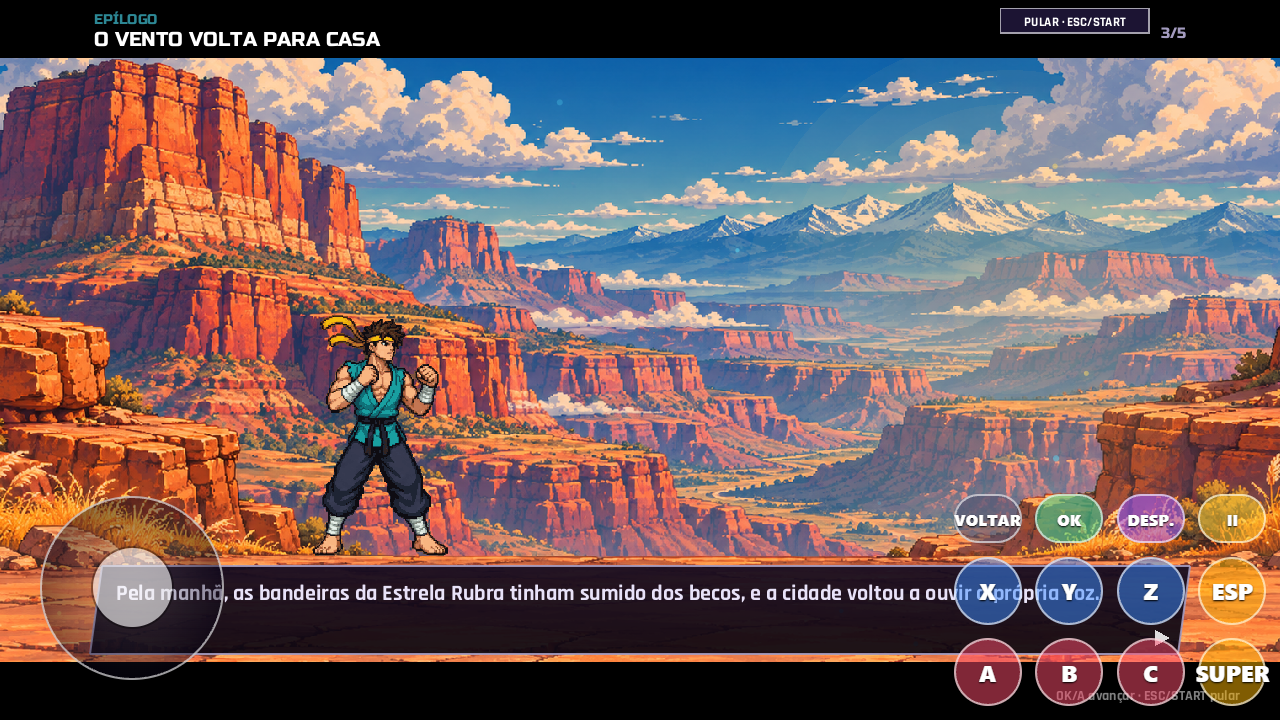 EPÍLOGO
O VENTO VOLTA PARA CASA
PULAR · ESC/START
3/5
VOLTAR
OK
DESP.
II
Pela manhã, as bandeiras da Estrela Rubra tinham sumido dos becos, e a cidade voltou a ouvir a própria voz.
X
Y
Z
ESP
A
B
C
SUPER
OK/A avançar · ESC/START pular